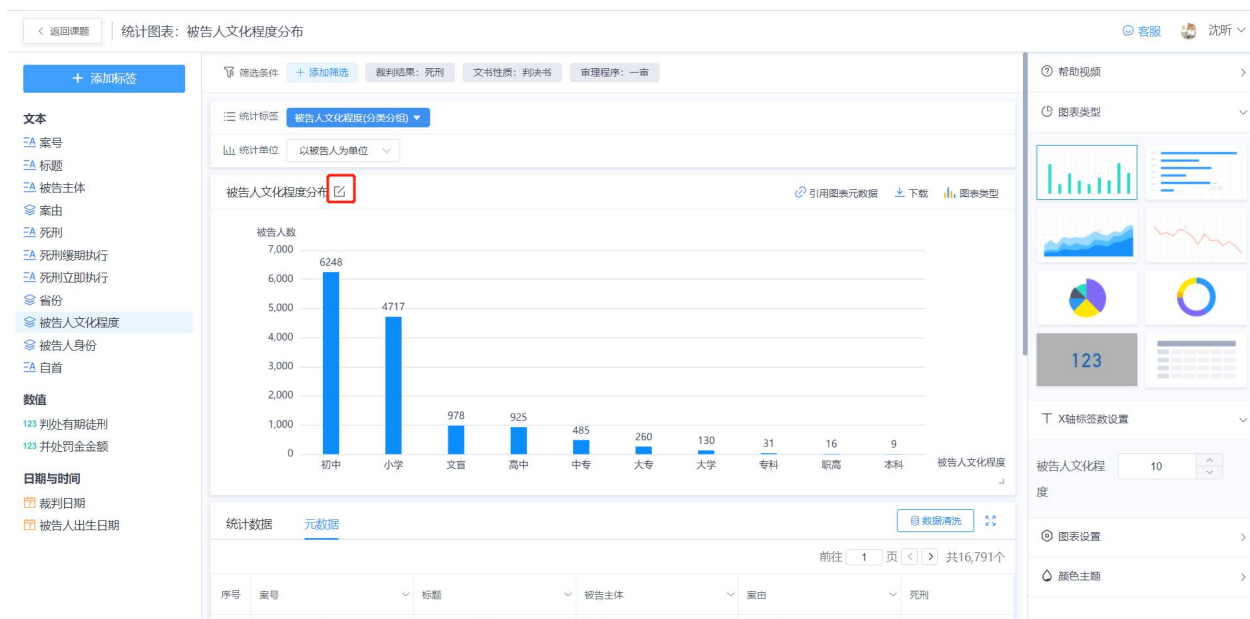 < 返回课题 统计图表：被告人文化程度分布 客服 沈昕
+ 添加标签
文本
案号
标题
被告主体
案由
死刑
死刑缓期执行
死刑立即执行
省份
被告人文化程度
被告人身份
自首
数值
123 判处有期徒刑
123 并处罚金金额
日期与时间
裁判日期
被告人出生日期
筛选条件 + 添加筛选 裁判结果：死刑 文书性质：判决书 审理程序：一审
统计标签 被告人文化程度(分类分组)
统计单位 以被告人为单位
被告人文化程度分布 引用图表元数据 下载 图表类型
被告人数
7,000
6,000
5,000
4,000
3,000
2,000
1,000
0
6248 4717 978 925 485 260 130 31 16 9
初中 小学 文盲 高中 中专 大专 大学 专科 职高 本科 被告人文化程度
统计数据 元数据 数据清洗
前往 1 页 < > 共16,791个
序号 案号 标题 被告主体 案由 死刑
帮助视频
图表类型
123
X轴标签数设置
被告人文化程 10
度
图表设置
颜色主题